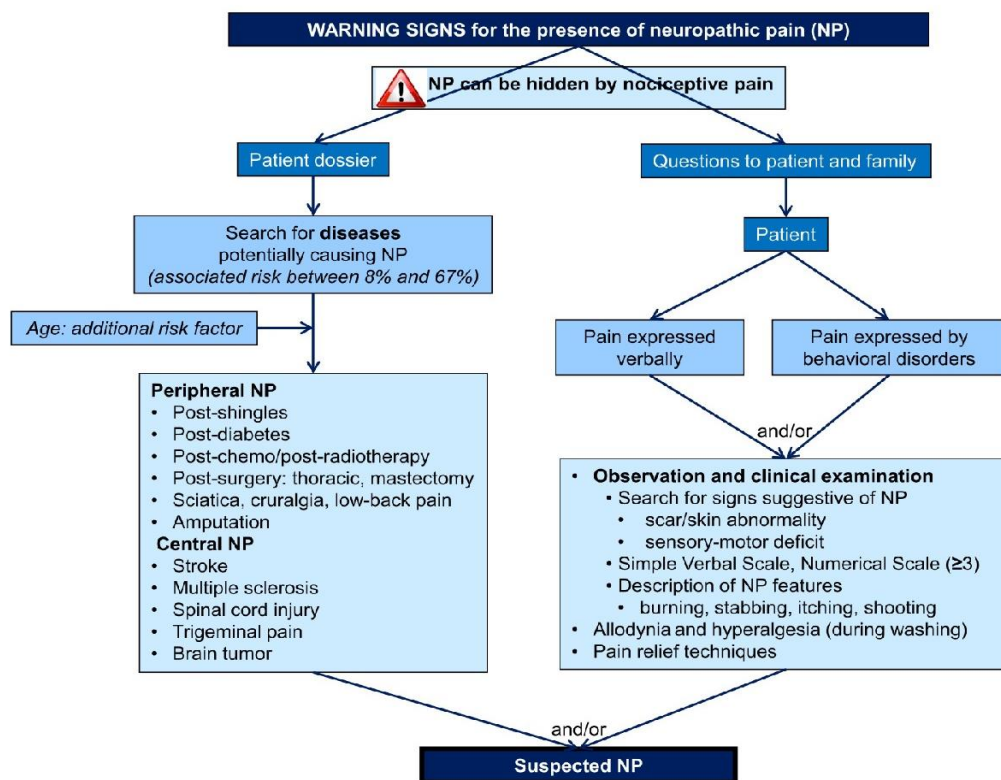 WARNING SIGNS for the presence of neuropathic pain (NP)
NP can be hidden by nociceptive pain
Patient dossier
Search for diseases
potentially causing NP
(associated risk between 8% and 67%)
Age: additional risk factor
Peripheral NP
• Post-shingles
• Post-diabetes
• Post-chemo/post-radiotherapy
• Post-surgery: thoracic, mastectomy
• Sciatica, cruralgia, low-back pain
• Amputation
Central NP
• Stroke
• Multiple sclerosis
• Spinal cord injury
• Trigeminal pain
• Brain tumor
Questions to patient and family
Patient
Pain expressed
verbally
Pain expressed by
behavioral disorders
and/or
• Observation and clinical examination
• Search for signs suggestive of NP
• scar/skin abnormality
• sensory-motor deficit
• Simple Verbal Scale, Numerical Scale (≥3)
• Description of NP features
• burning, stabbing, itching, shooting
• Allodynia and hyperalgesia (during washing)
• Pain relief techniques
and/or
Suspected NP